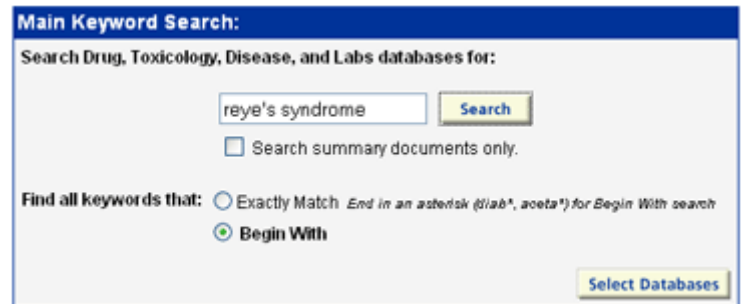 Main Keyword Search:
Search Drug, Toxicology, Disease, and Labs databases for:
reye's syndrome Search
Search summary documents only.
Find all keywords that: Exactly Match End in an asterisk (diab*, aceta*) for Begin With search
Begin With
Select Databases